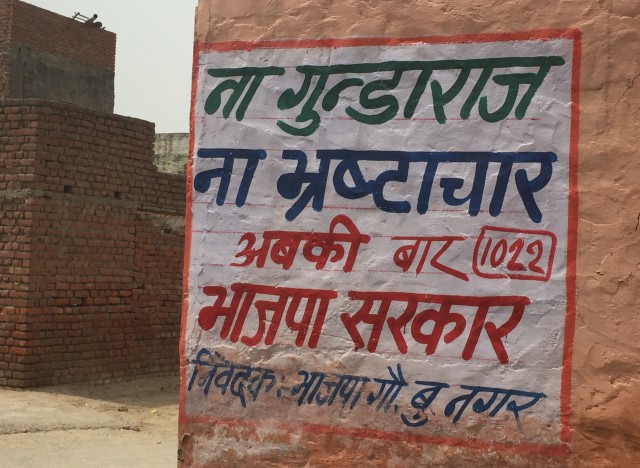 ना गुन्डाराज
ना भ्रष्टाचार
अबकी बार 1022
भाजपा सरकार
निवेदक: भाजपा गौ. बु नगर